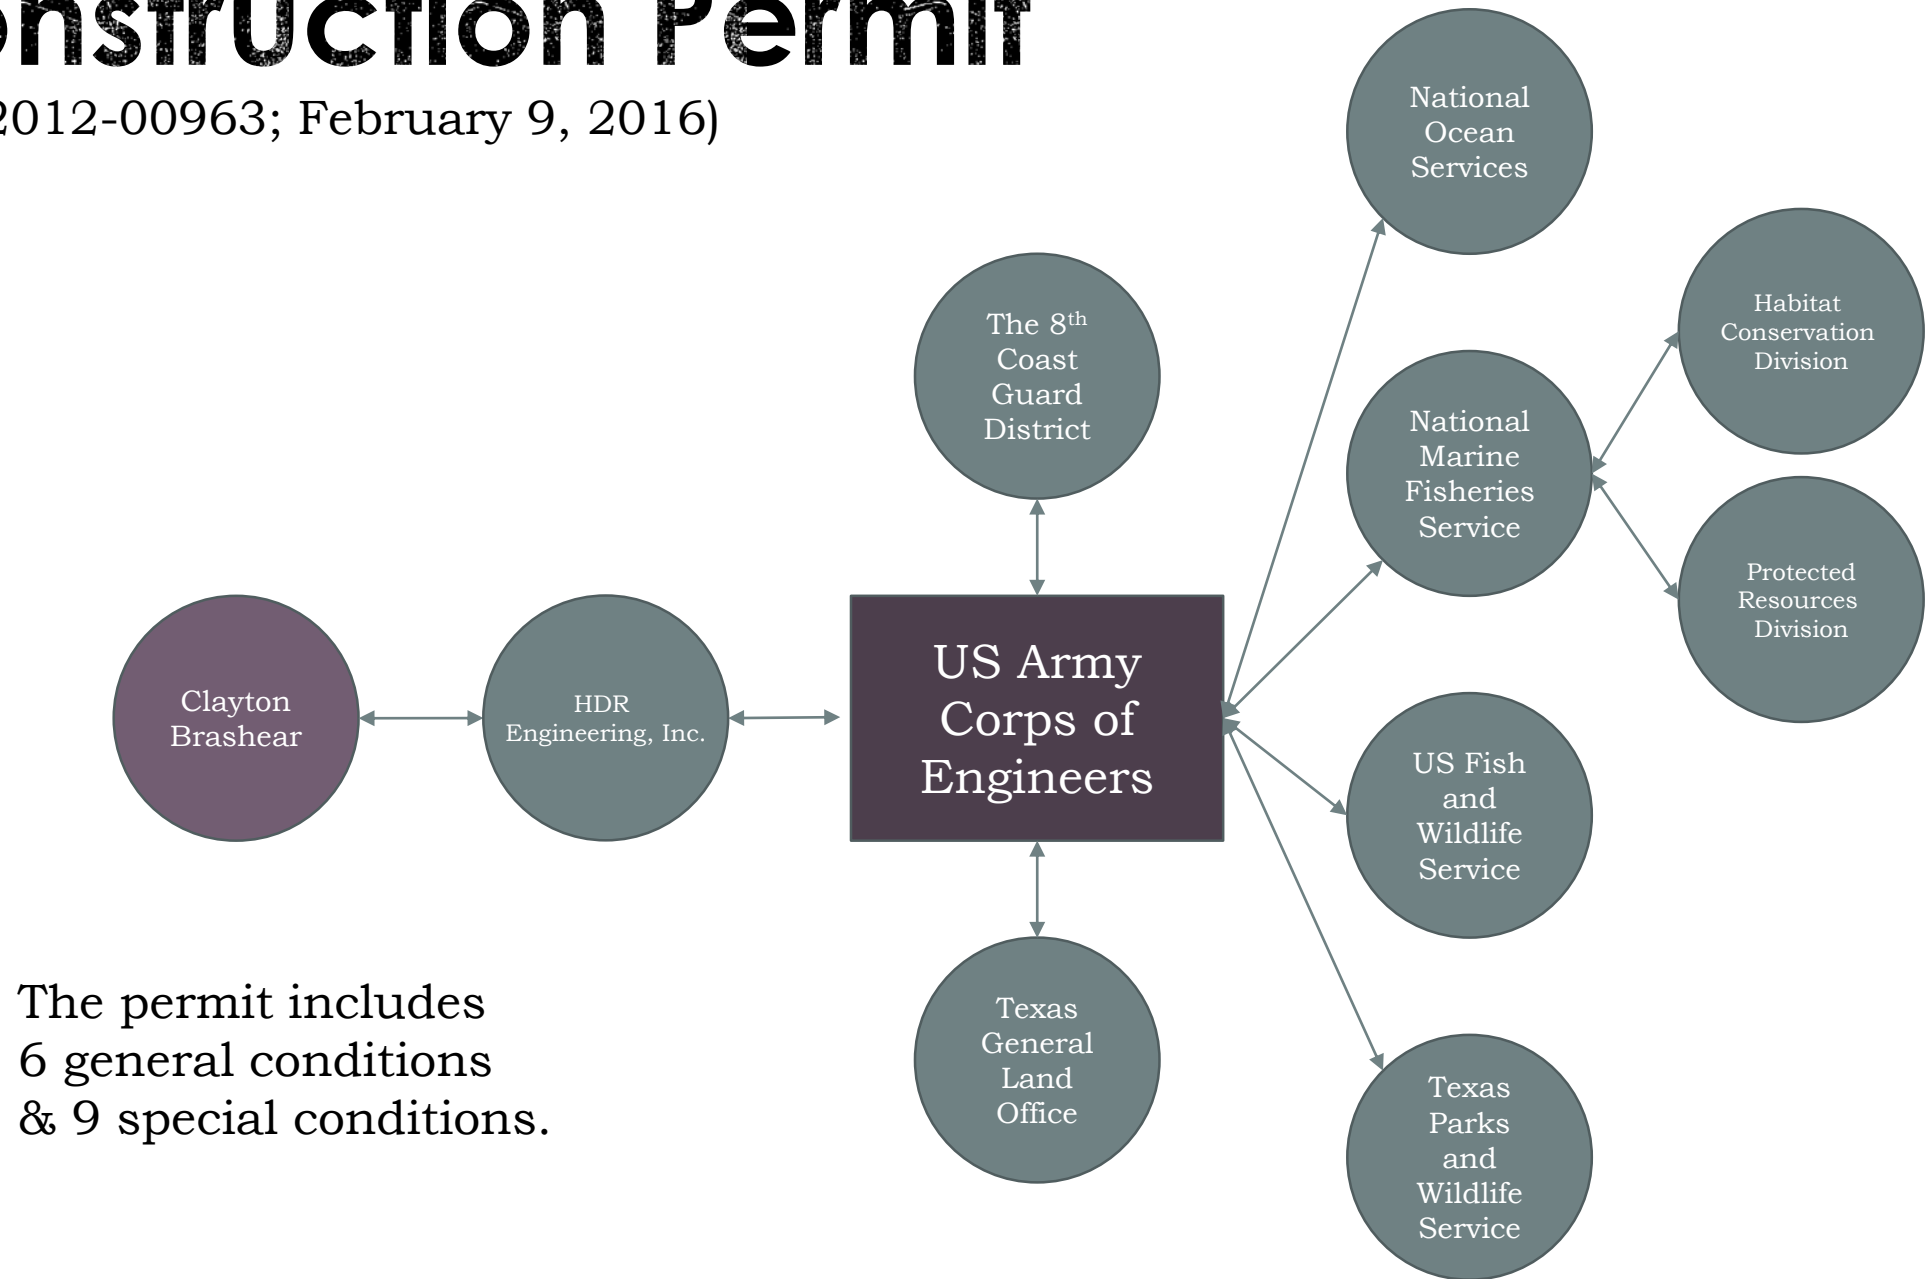 onstruction Permit
2012-00963; February 9, 2016)
National
Ocean
Services
Habitat
Conservation
Division
The 8th
Coast
Guard
District
National
Marine
Fisheries
Service
Protected
Resources
Division
Clayton
Brashear
HDR
Engineering, Inc.
US Army
Corps of
Engineers
US Fish
and
Wildlife
Service
The permit includes
6 general conditions
& 9 special conditions.
Texas
General
Land
Office
Texas
Parks
and
Wildlife
Service